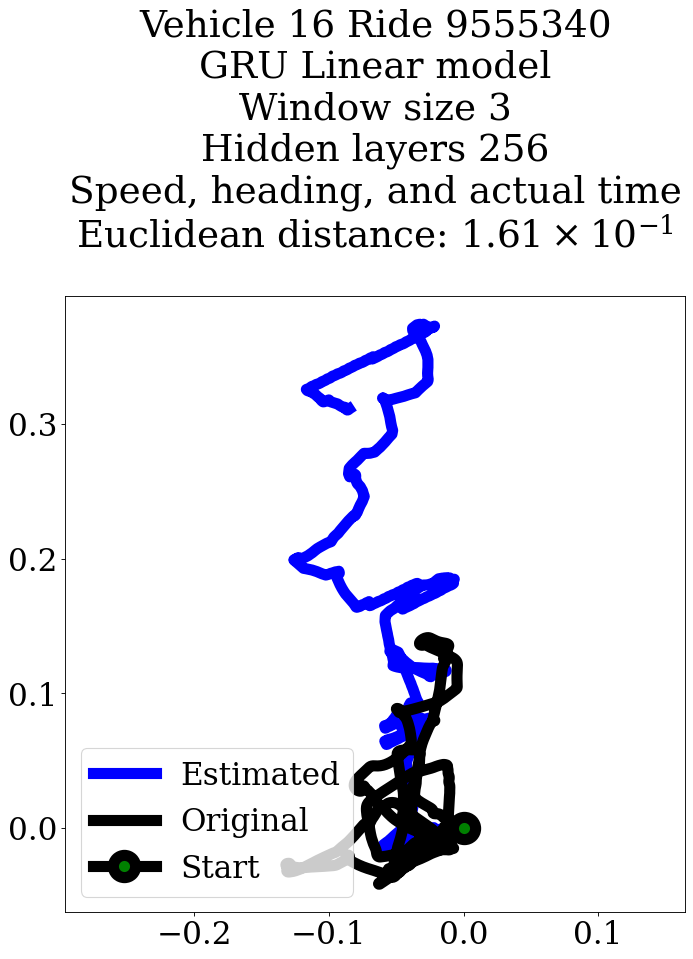 Vehicle 16 Ride 9555340
GRU Linear model
Window size 3
Hidden layers 256
Speed, heading, and actual time
Euclidean distance: 1.61 × 10⁻¹
0.3
0.2
0.1
0.0
Estimated
Original
Start
−0.2 −0.1 0.0 0.1